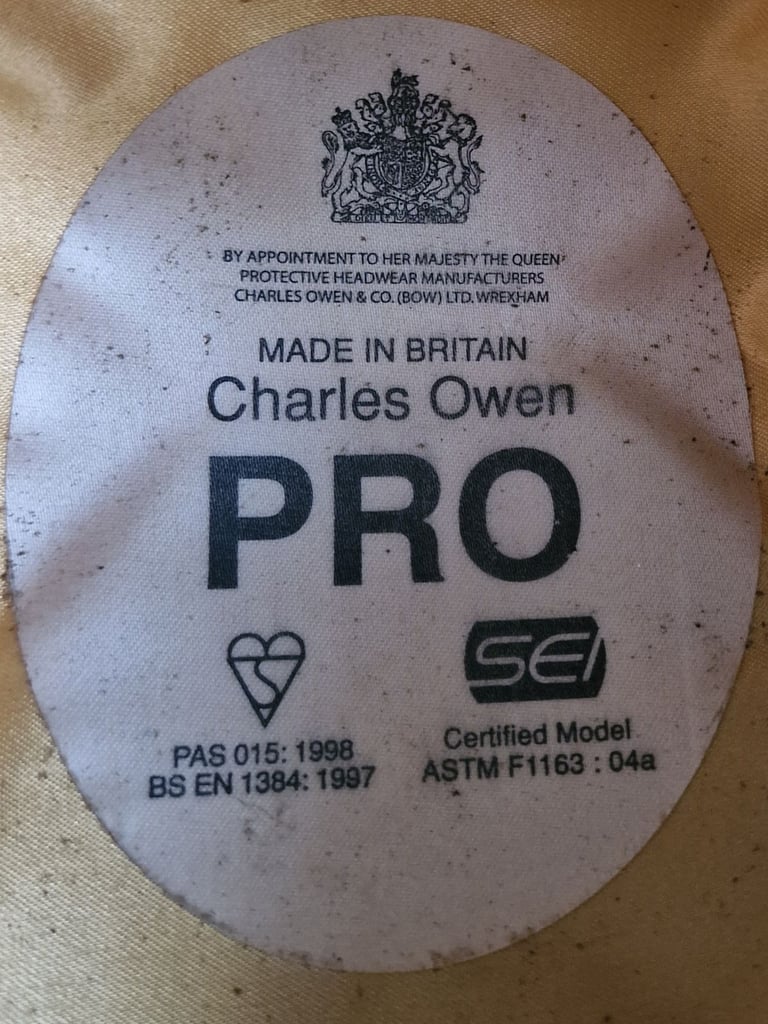 BY APPOINTMENT TO HER MAJESTY THE QUEEN
PROTECTIVE HEADWEAR MANUFACTURERS
CHARLES OWEN & CO. (BOW) LTD. WREXHAM
MADE IN BRITAIN
Charles Owen
PRO
SEI
PAS 015: 1998
BS EN 1384: 1997
Certified Model
ASTM F1163 : 04a